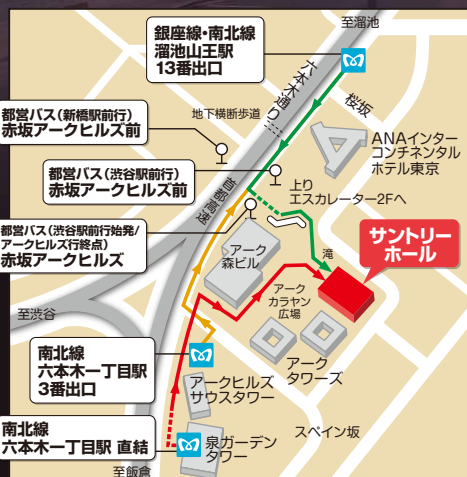 至溜池
銀座線・南北線
溜池山王駅
13番出口
六本木通り
桜坂
都営バス(新橋駅前行)
赤坂アークヒルズ前
地下横断歩道
ANAインター
コンチネンタル
ホテル東京
都営バス(渋谷駅前行)
赤坂アークヒルズ前
首都高速
上り
エスカレーター2Fへ
都営バス(渋谷駅前行始発/
アークヒルズ行終点)
赤坂アークヒルズ
サントリー
ホール
アーク
森ビル
滝
アーク
カラヤン
広場
至渋谷
南北線
六本木一丁目駅
3番出口
アーク
タワーズ
アークヒルズ
サウスタワー
南北線
六本木一丁目駅 直結
泉ガーデン
タワー
スペイン坂
至飯倉